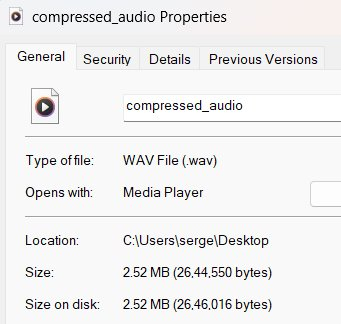 compressed_audio Properties
General Security Details Previous Versions
compressed_audio
Type of file: WAV File (.wav)
Opens with: Media Player
Location: C:\Users\serge\Desktop
Size: 2.52 MB (26,44,550 bytes)
Size on disk: 2.52 MB (26,46,016 bytes)